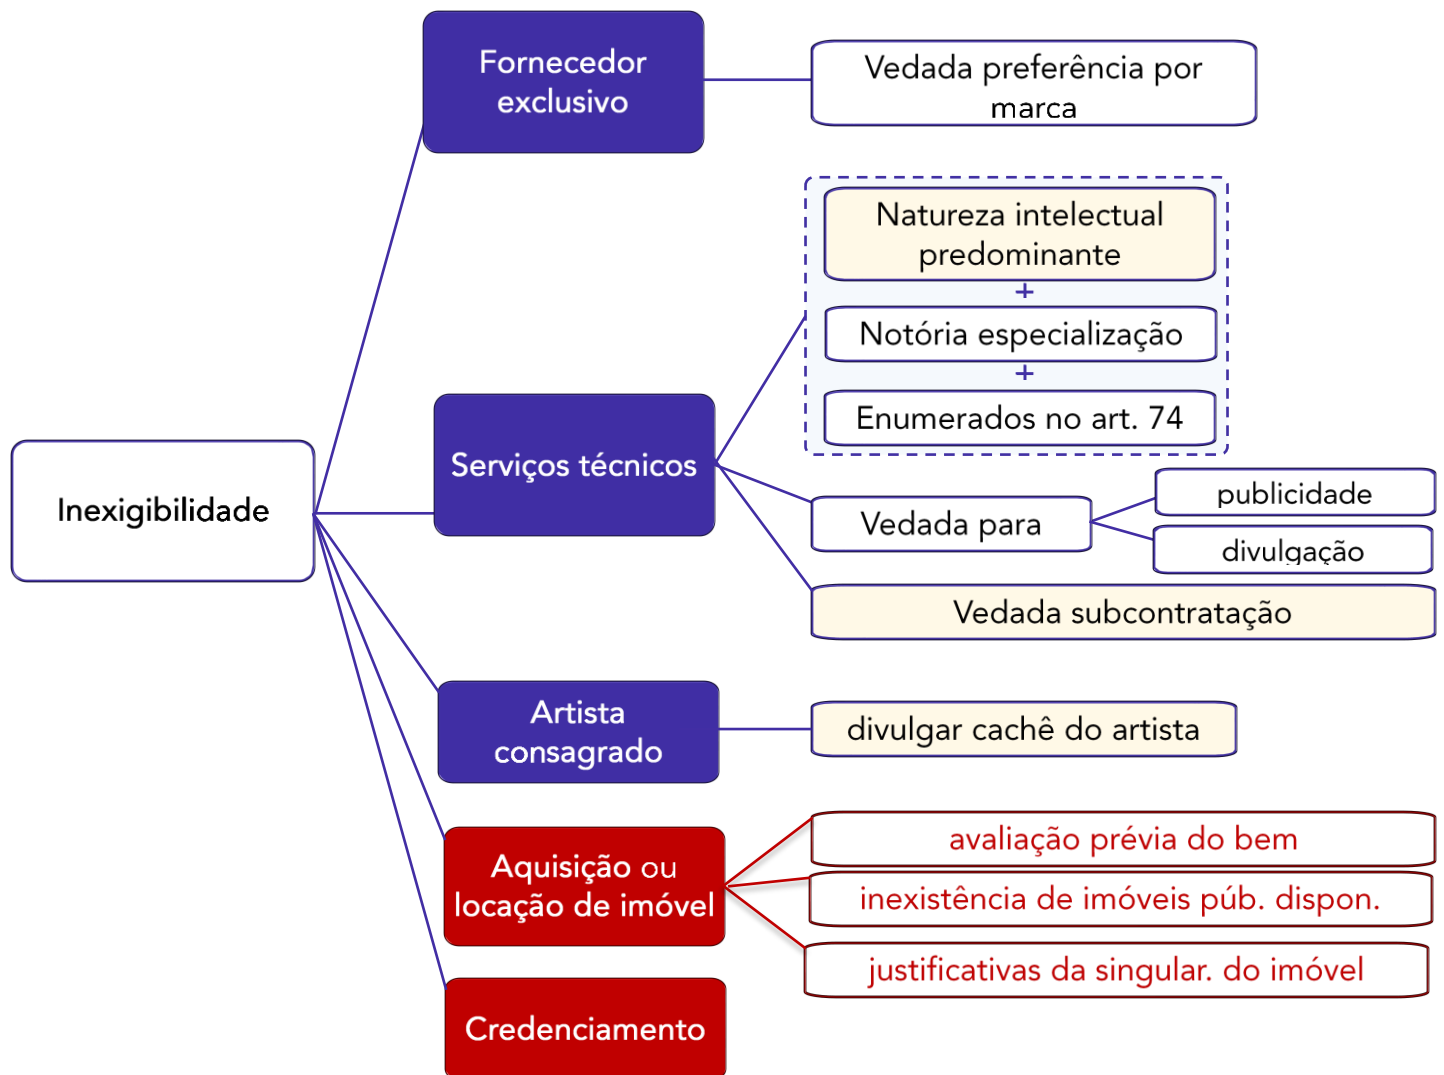 Inexigibilidade
Fornecedor
exclusivo
Vedada preferência por
marca
Serviços técnicos
Natureza intelectual
predominante
+
Notória especialização
+
Enumerados no art. 74
Vedada para
publicidade
divulgação
Vedada subcontratação
Artista
consagrado
divulgar cachê do artista
Aquisição ou
locação de imóvel
avaliação prévia do bem
inexistência de imóveis púb. dispon.
justificativas da singular. do imóvel
Credenciamento